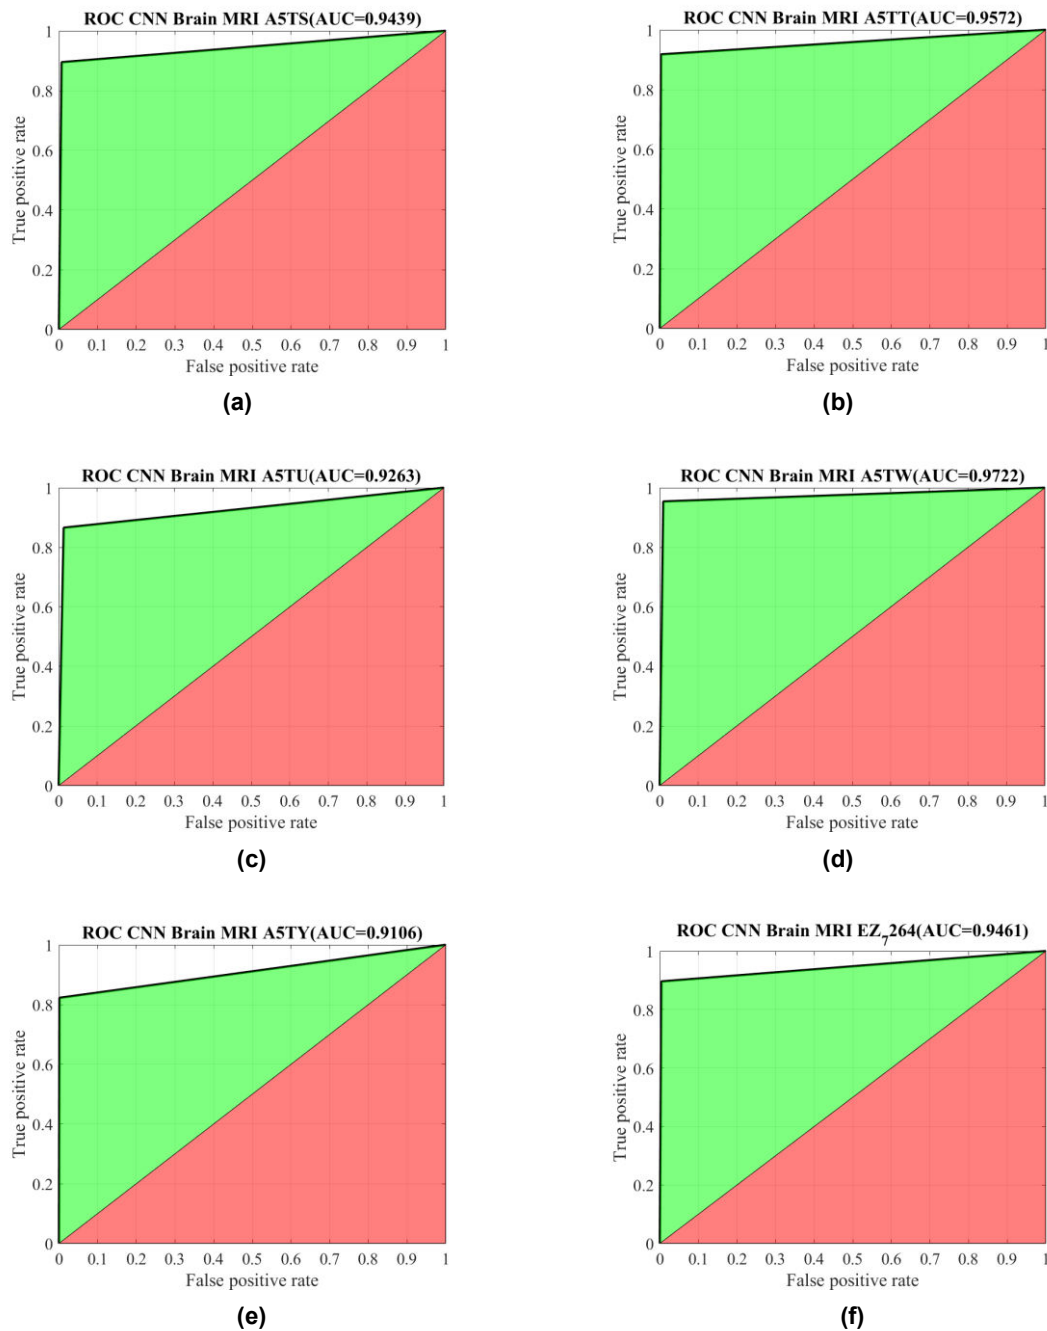 ROC CNN Brain MRI A5TS(AUC=0.9439)
1
0.8
0.6
0.4
0.2
0
True positive rate
0 0.1 0.2 0.3 0.4 0.5 0.6 0.7 0.8 0.9 1
False positive rate
(a)
ROC CNN Brain MRI A5TT(AUC=0.9572)
1
0.8
0.6
0.4
0.2
0
True positive rate
0 0.1 0.2 0.3 0.4 0.5 0.6 0.7 0.8 0.9 1
False positive rate
(b)
ROC CNN Brain MRI A5TU(AUC=0.9263)
1
0.8
0.6
0.4
0.2
0
True positive rate
0 0.1 0.2 0.3 0.4 0.5 0.6 0.7 0.8 0.9 1
False positive rate
(c)
ROC CNN Brain MRI A5TW(AUC=0.9722)
1
0.8
0.6
0.4
0.2
0
True positive rate
0 0.1 0.2 0.3 0.4 0.5 0.6 0.7 0.8 0.9 1
False positive rate
(d)
ROC CNN Brain MRI A5TY(AUC=0.9106)
1
0.8
0.6
0.4
0.2
0
True positive rate
0 0.1 0.2 0.3 0.4 0.5 0.6 0.7 0.8 0.9 1
False positive rate
(e)
ROC CNN Brain MRI EZ₇264(AUC=0.9461)
1
0.8
0.6
0.4
0.2
0
True positive rate
0 0.1 0.2 0.3 0.4 0.5 0.6 0.7 0.8 0.9 1
False positive rate
(f)